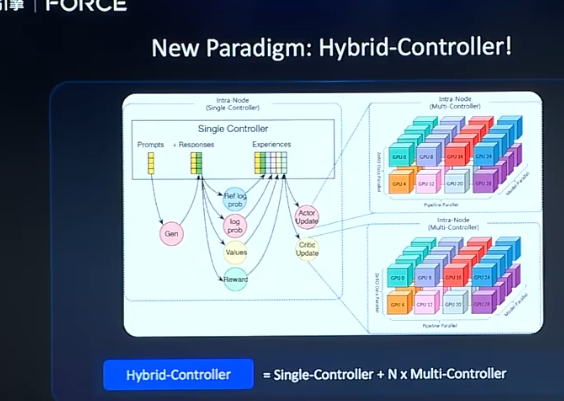 引擎 | FORCE
New Paradigm: Hybrid-Controller!
Intra-Node
(Single-Controller)
Single Controller
Prompts
+ Responses
Experiences
Gen
Ref log
prob
log
prob
Values
Reward
Actor
Update
Critic
Update
Intra-Node
(Multi-Controller)
GPU 0
GPU 8
GPU 16
GPU 24
GPU 4
GPU 12
GPU 20
GPU 28
Pipeline Parallel
Model Parallel
Intra-Node
(Multi-Controller)
GPU 0
GPU 8
GPU 16
GPU 24
GPU 4
GPU 12
GPU 20
GPU 28
Pipeline Parallel
Model Parallel
Hybrid-Controller = Single-Controller + N x Multi-Controller